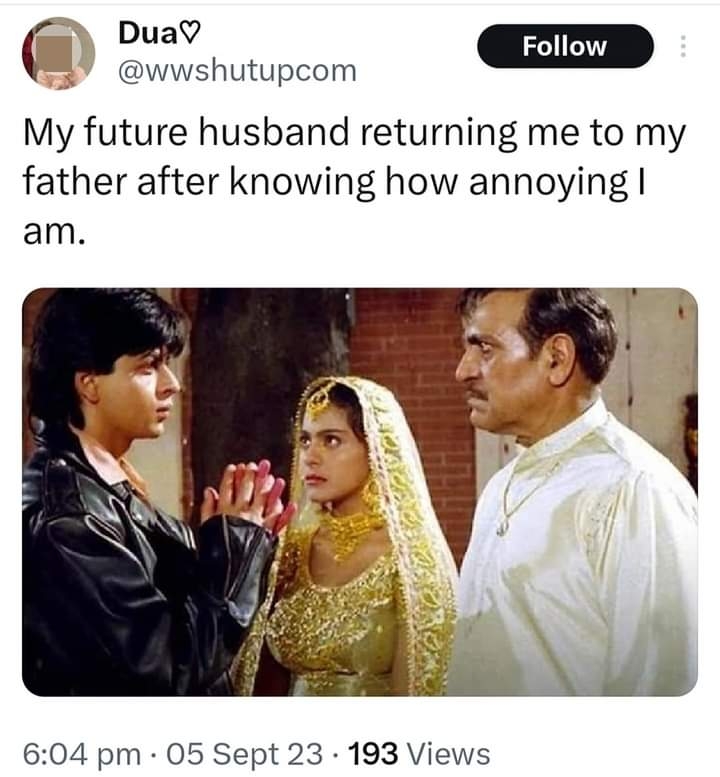 Dua♡
Follow
@wwshutupcom
My future husband returning me to my
father after knowing how annoying I
am.
6:04 pm · 05 Sept 23 · 193 Views